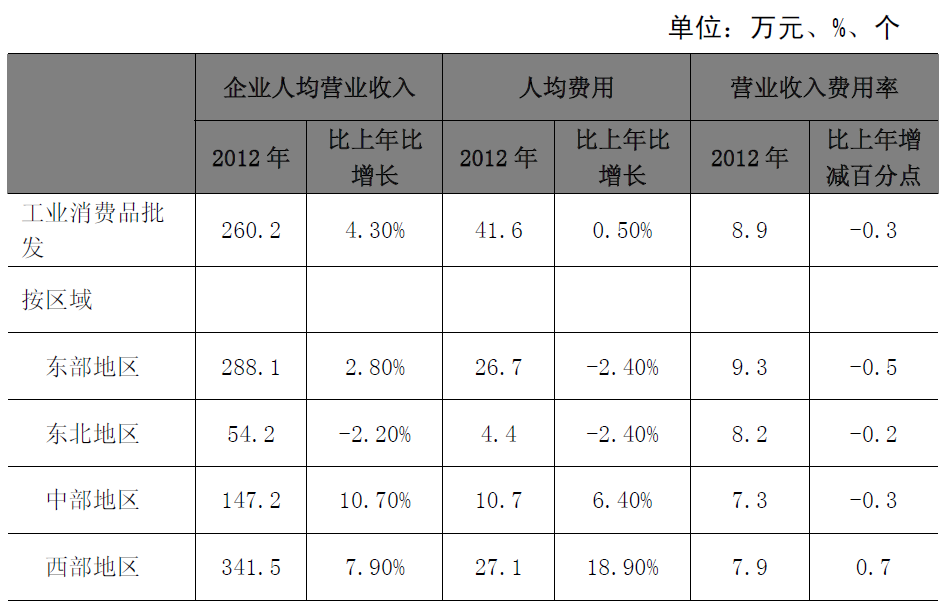 单位：万元、%、个
企业人均营业收入 人均费用 营业收入费用率
2012 年 比上年比增长 2012 年 比上年比增长 2012 年 比上年增减百分点
工业消费品批发 260.2 4.30% 41.6 0.50% 8.9 -0.3
按区域
东部地区 288.1 2.80% 26.7 -2.40% 9.3 -0.5
东北地区 54.2 -2.20% 4.4 -2.40% 8.2 -0.2
中部地区 147.2 10.70% 10.7 6.40% 7.3 -0.3
西部地区 341.5 7.90% 27.1 18.90% 7.9 0.7